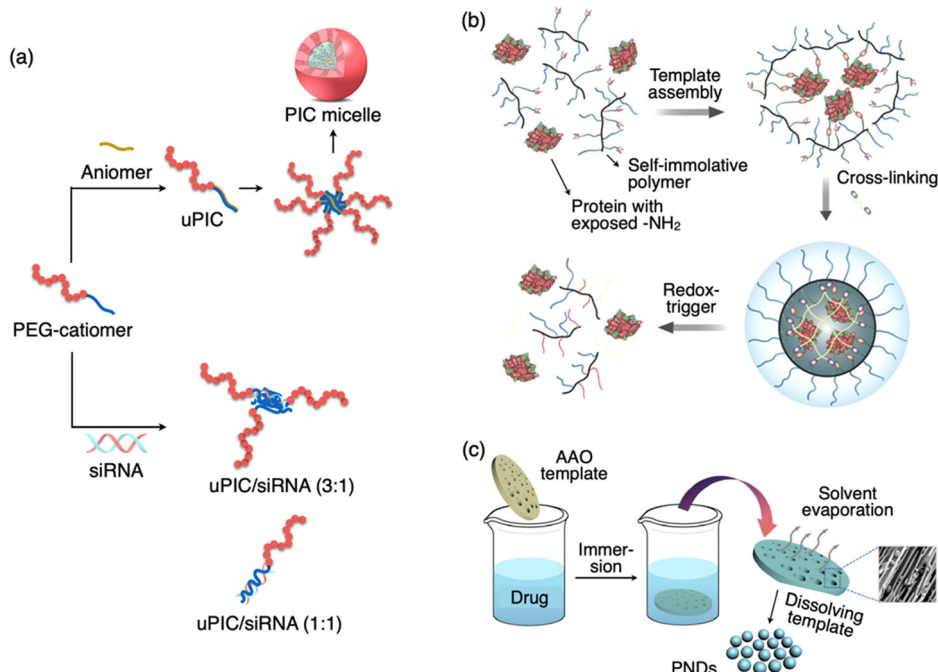 (a)
PIC micelle
Aniomer
uPIC
PEG-catiomer
siRNA
uPIC/siRNA (3:1)
uPIC/siRNA (1:1)
(b)
Template
assembly
Self-immolative
polymer
Protein with
exposed -NH₂
Cross-linking
Redox-
trigger
(c)
AAO
template
Immer-
sion
Drug
Solvent
evaporation
Dissolving
template
PNDs